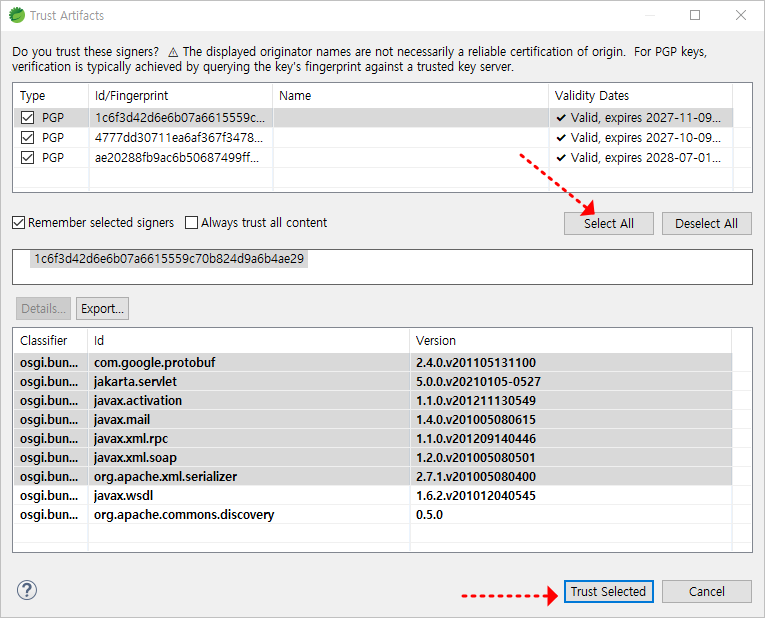 Trust Artifacts
Do you trust these signers? ⚠ The displayed originator names are not necessarily a reliable certification of origin. For PGP keys,
verification is typically achieved by querying the key's fingerprint against a trusted key server.
Type Id/Fingerprint Name Validity Dates
PGP 1c6f3d42d6e6b07a6615559c... ✔ Valid, expires 2027-11-09...
PGP 4777dd30711ea6af367f3478... ✔ Valid, expires 2027-10-09...
PGP ae20288fb9ac6b50687499ff... ✔ Valid, expires 2028-07-01...
Remember selected signers Always trust all content Select All Deselect All
1c6f3d42d6e6b07a6615559c70b824d9a6b4ae29
Details... Export...
Classifier Id Version
osgi.bun... com.google.protobuf 2.4.0.v201105131100
osgi.bun... jakarta.servlet 5.0.0.v20210105-0527
osgi.bun... javax.activation 1.1.0.v201211130549
osgi.bun... javax.mail 1.4.0.v201005080615
osgi.bun... javax.xml.rpc 1.1.0.v201209140446
osgi.bun... javax.xml.soap 1.2.0.v201005080501
osgi.bun... org.apache.xml.serializer 2.7.1.v201005080400
osgi.bun... javax.wsdl 1.6.2.v201012040545
osgi.bun... org.apache.commons.discovery 0.5.0
? Trust Selected Cancel